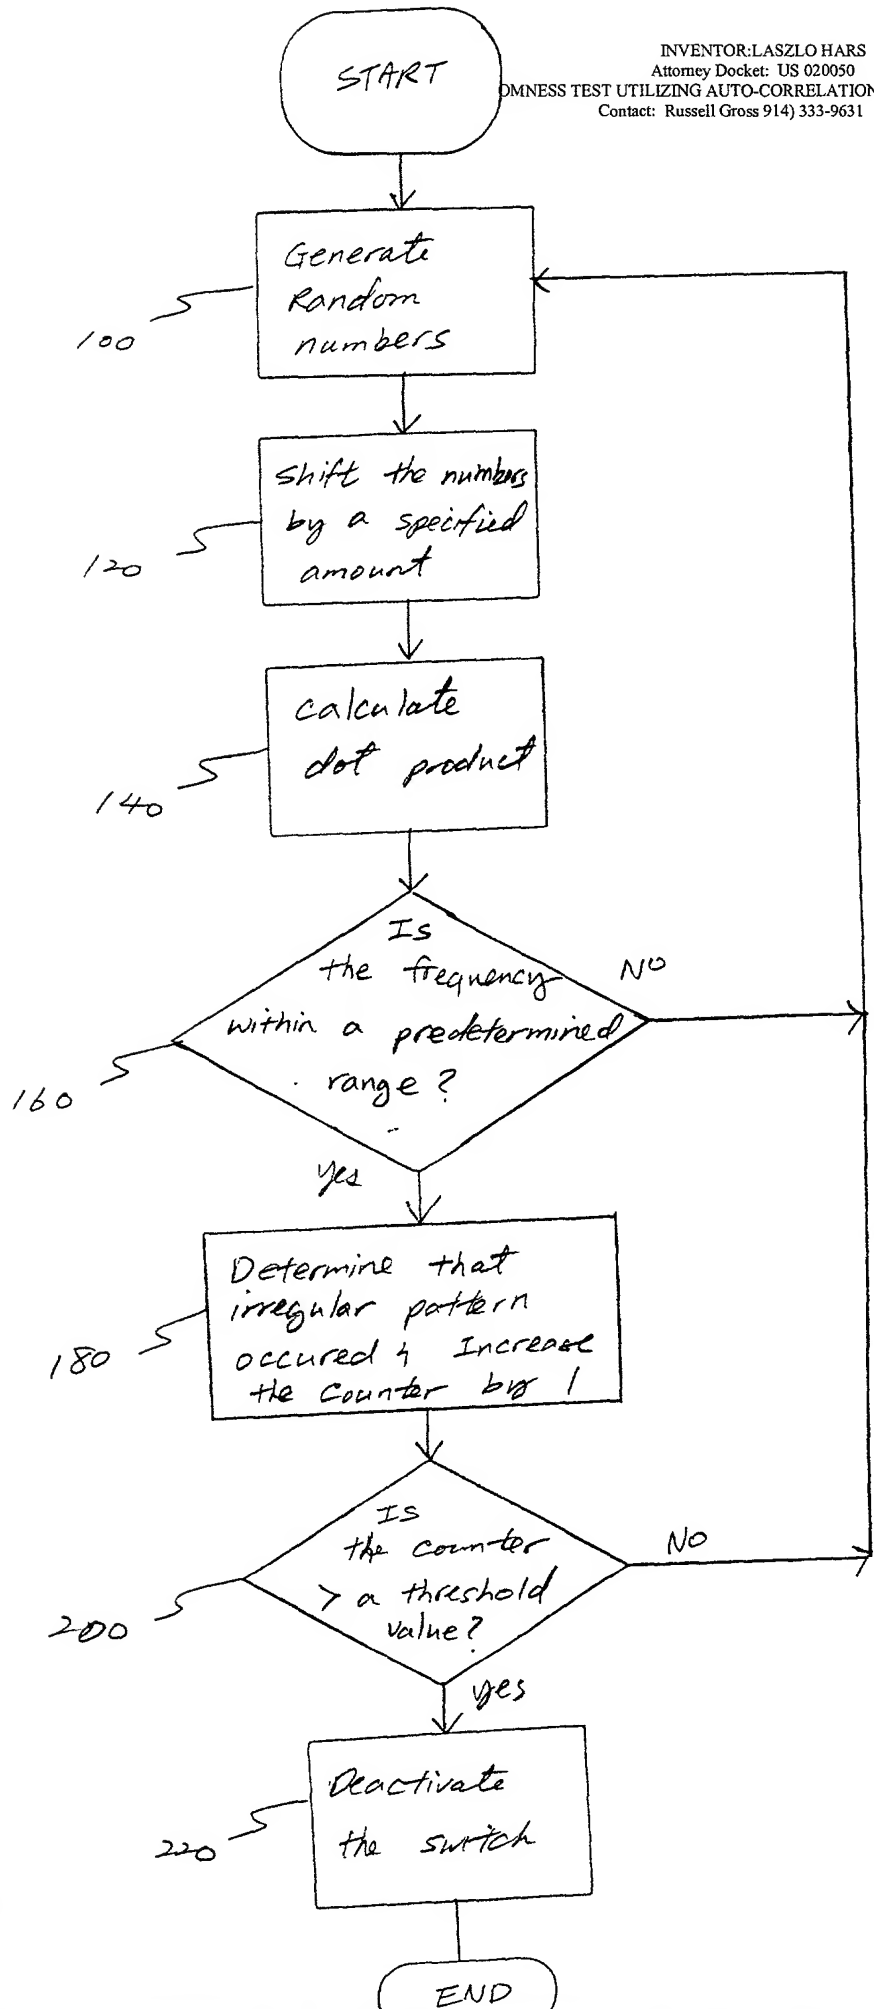 START
INVENTOR:LASZLO HARS
Attorney Docket: US 020050
OMNESS TEST UTILIZING AUTO-CORRELATION
Contact: Russell Gross 914) 333-9631
Generate
Random
numbers
100
Shift the numbers
by a specified
amount
120
Calculate
dot product
140
Is
the frequency
within a predetermined
range?
NO
160
yes
Determine that
irregular pattern
occured & Increase
the Counter by 1
180
Is
the counter
> a threshold
value?
NO
200
yes
Deactivate
the switch
220
END